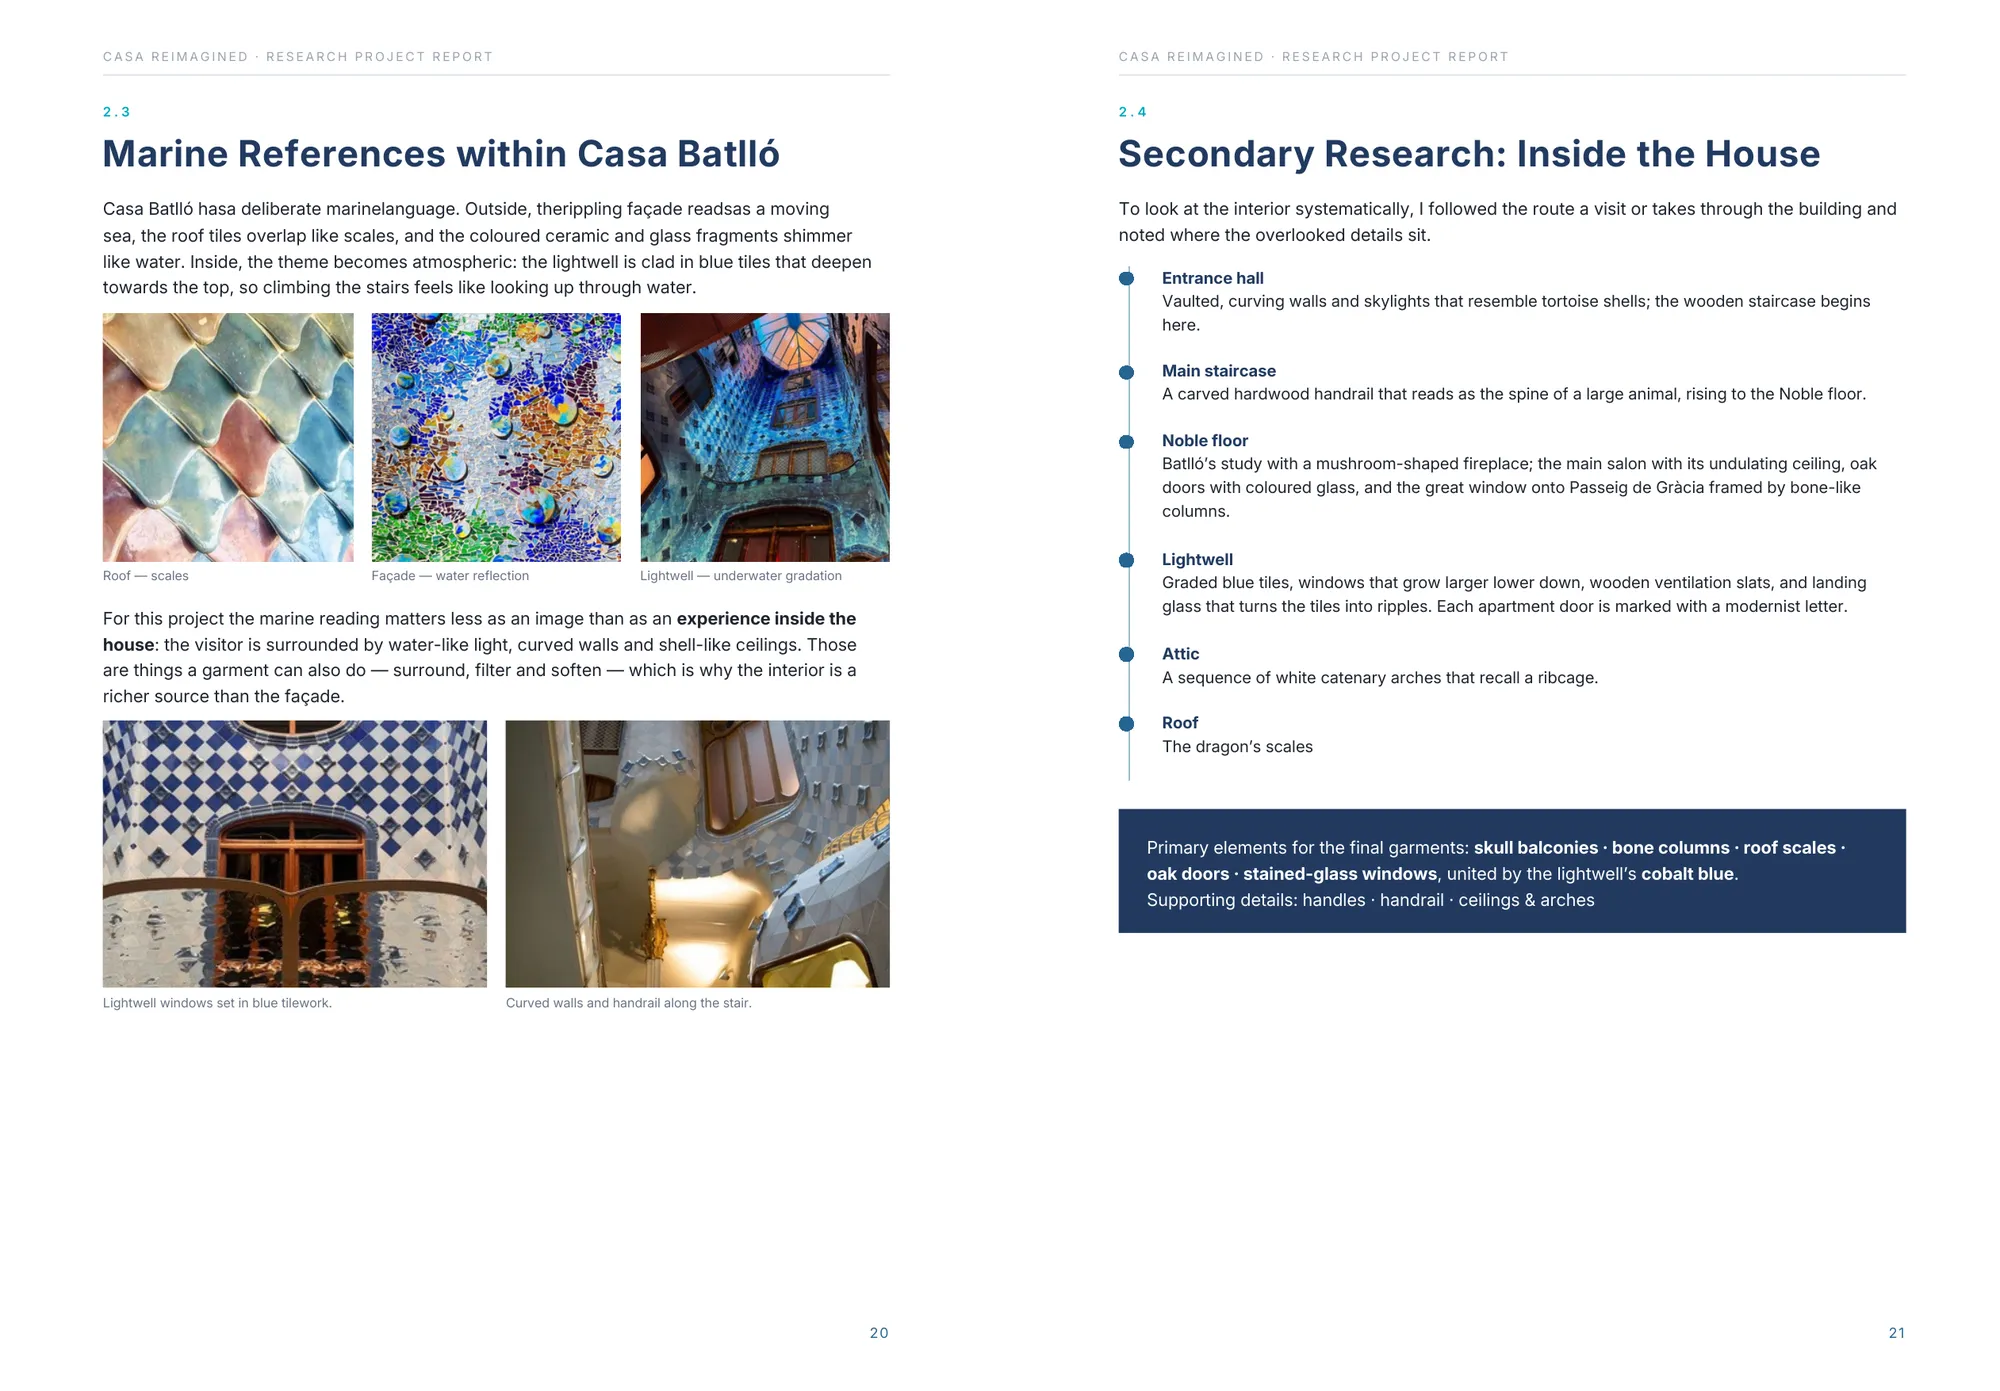 CASA REIMAGINED · RESEARCH PROJECT REPORT
2.3
Marine References within Casa Batlló
Casa Batlló hasa deliberate marinelanguage. Outside, therippling façade readsas a moving
sea, the roof tiles overlap like scales, and the coloured ceramic and glass fragments shimmer
like water. Inside, the theme becomes atmospheric: the lightwell is clad in blue tiles that deepen
towards the top, so climbing the stairs feels like looking up through water.
Roof — scales
Façade — water reflection
Lightwell — underwater gradation
For this project the marine reading matters less as an image than as an experience inside the
house: the visitor is surrounded by water-like light, curved walls and shell-like ceilings. Those
are things a garment can also do — surround, filter and soften — which is why the interior is a
richer source than the façade.
Lightwell windows set in blue tilework.
Curved walls and handrail along the stair.
20
CASA REIMAGINED · RESEARCH PROJECT REPORT
2.4
Secondary Research: Inside the House
To look at the interior systematically, I followed the route a visit or takes through the building and
noted where the overlooked details sit.
Entrance hall
Vaulted, curving walls and skylights that resemble tortoise shells; the wooden staircase begins
here.
Main staircase
A carved hardwood handrail that reads as the spine of a large animal, rising to the Noble floor.
Noble floor
Batlló’s study with a mushroom-shaped fireplace; the main salon with its undulating ceiling, oak
doors with coloured glass, and the great window onto Passeig de Gràcia framed by bone-like
columns.
Lightwell
Graded blue tiles, windows that grow larger lower down, wooden ventilation slats, and landing
glass that turns the tiles into ripples. Each apartment door is marked with a modernist letter.
Attic
A sequence of white catenary arches that recall a ribcage.
Roof
The dragon’s scales
Primary elements for the final garments: skull balconies · bone columns · roof scales ·
oak doors · stained-glass windows, united by the lightwell’s cobalt blue.
Supporting details: handles · handrail · ceilings & arches
21